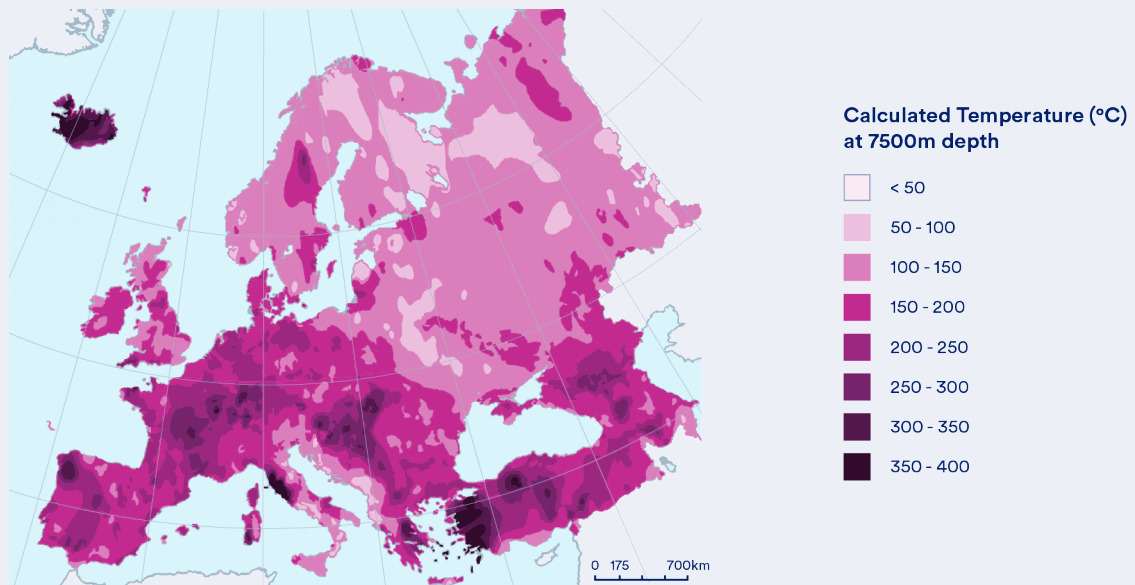 Calculated Temperature (°C)
at 7500m depth
< 50
50 - 100
100 - 150
150 - 200
200 - 250
250 - 300
300 - 350
350 - 400
0 175 700km